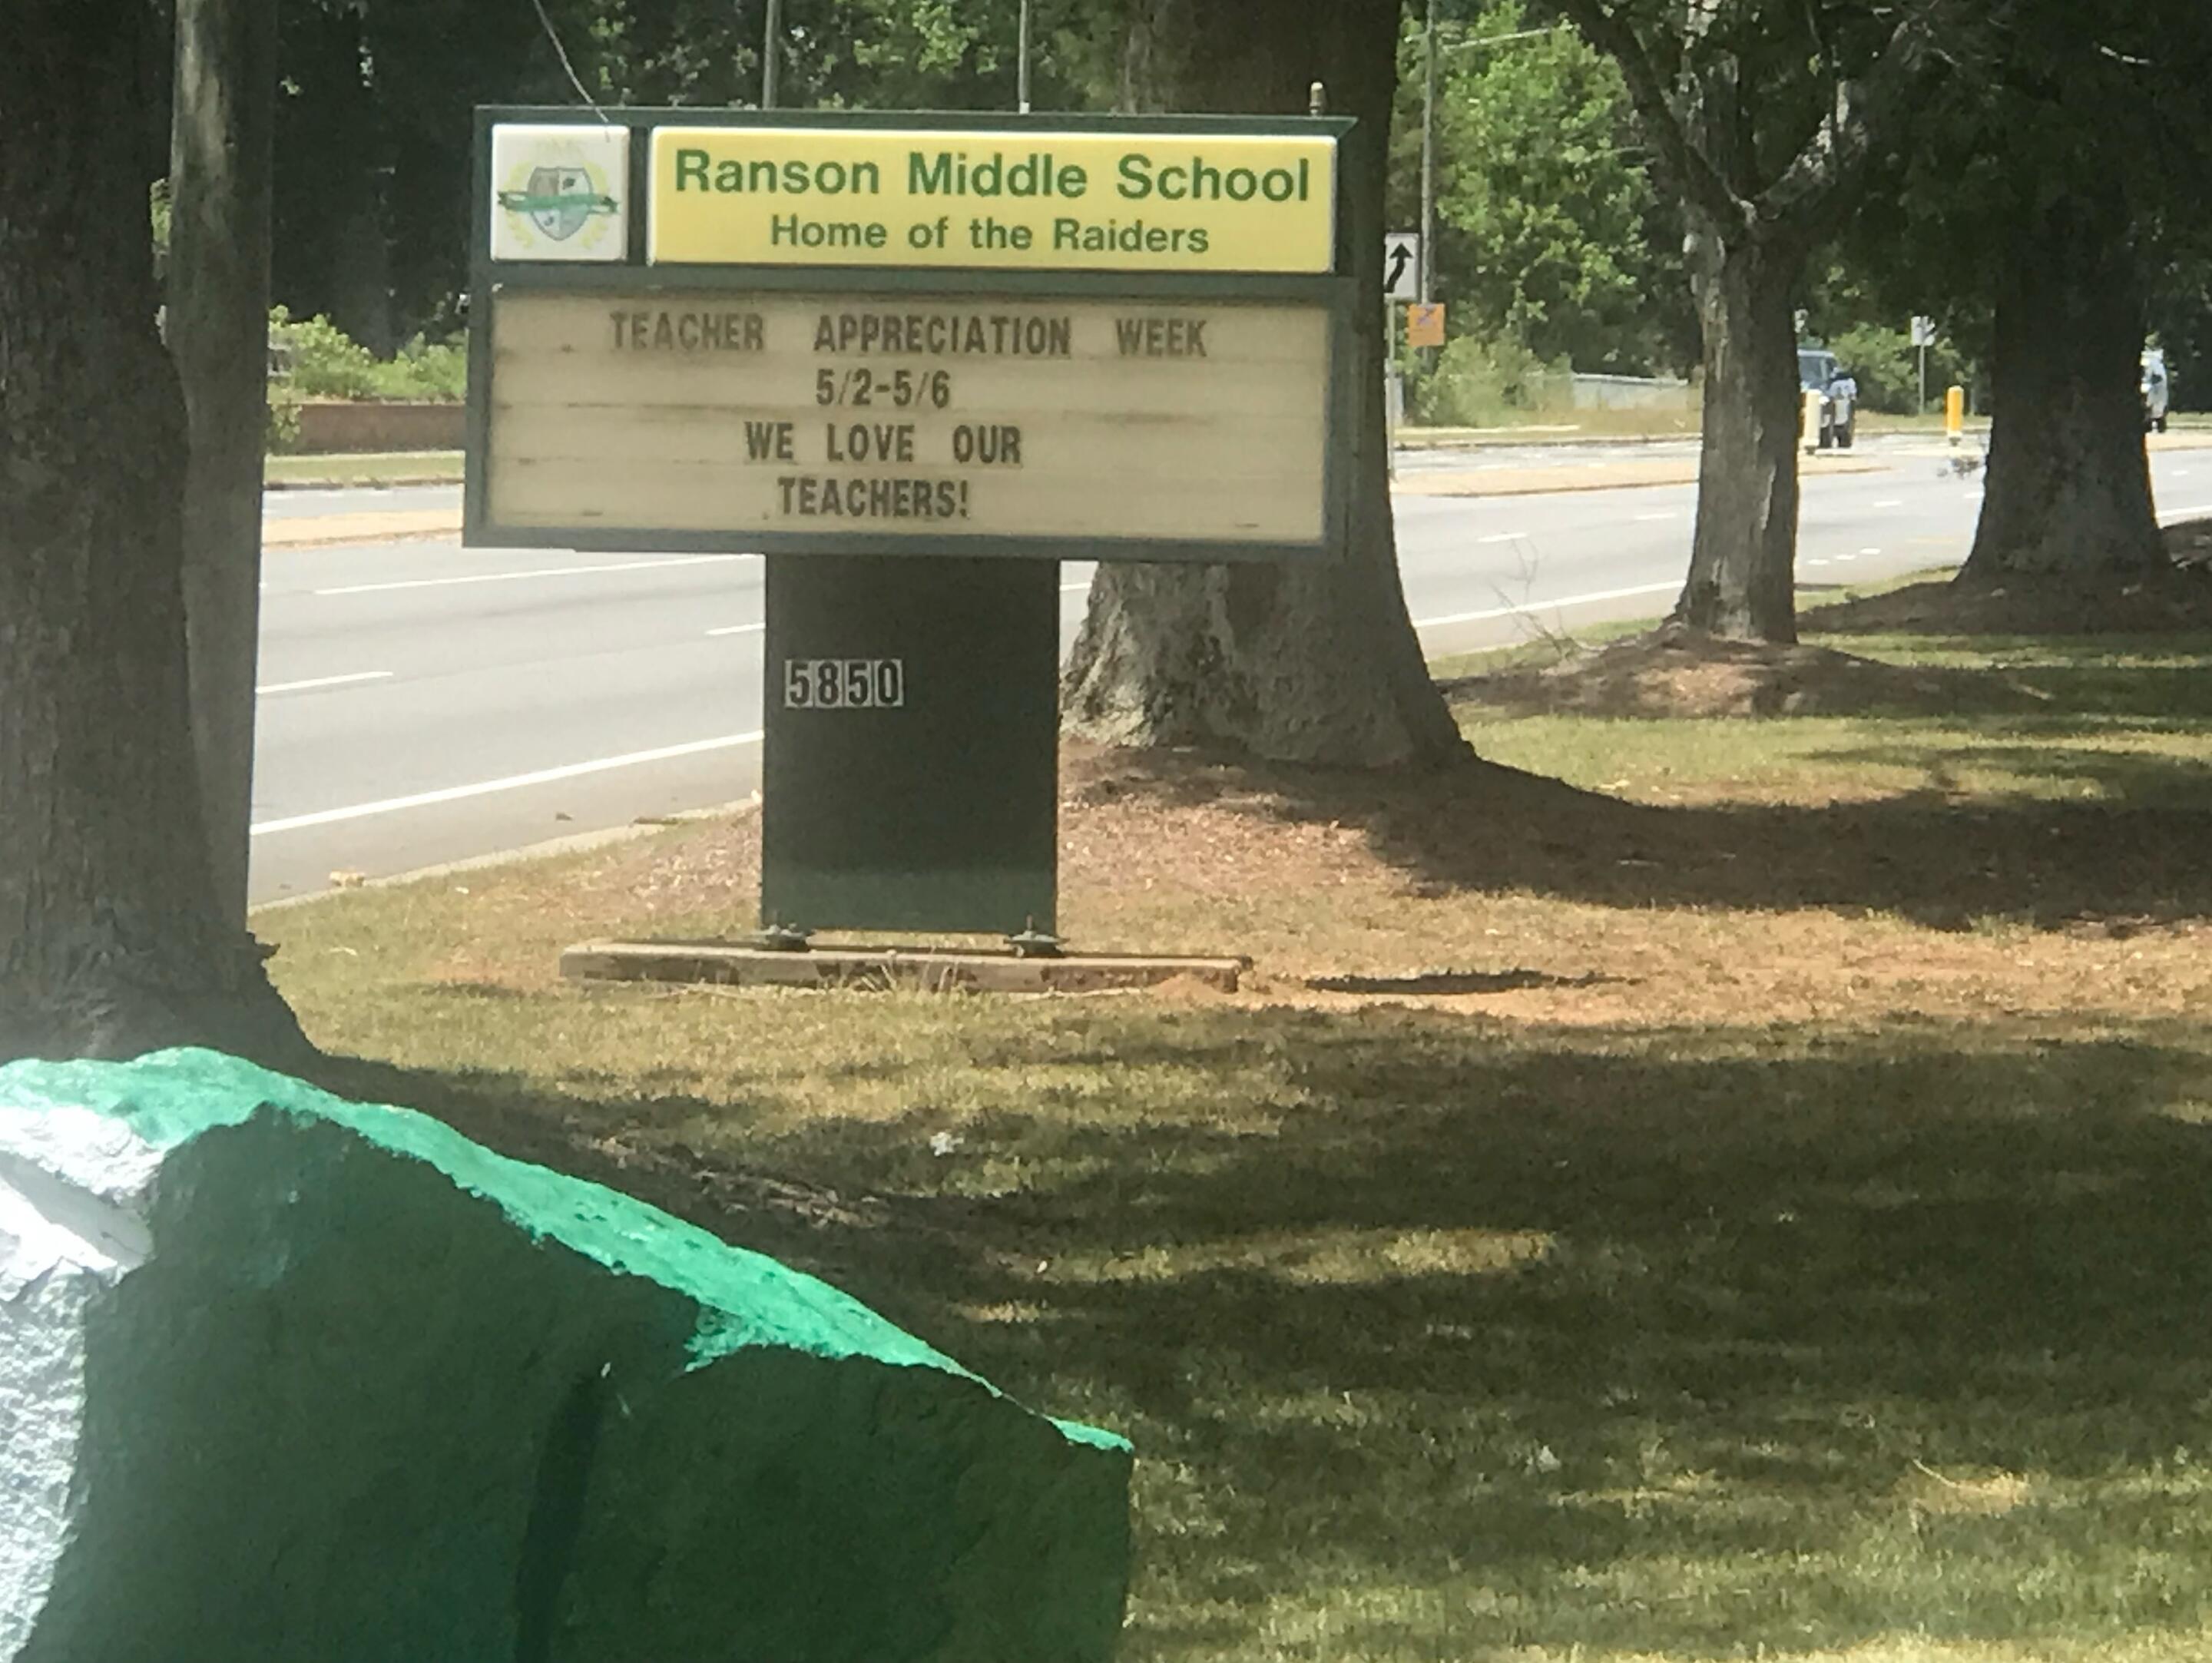 Ranson Middle School
Home of the Raiders
TEACHER APPRECIATION WEEK
5/2-5/6
WE LOVE OUR
TEACHERS!
5850